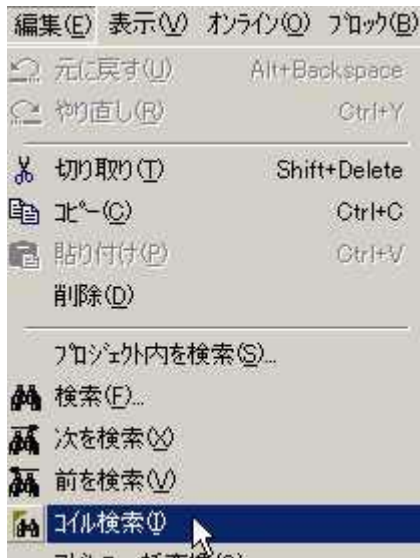 編集(E) 表示(V) オンライン(O) ブロック(B)
元に戻す(U) Alt+Backspace
やり直し(R) Ctrl+Y
切り取り(T) Shift+Delete
コピー(C) Ctrl+C
貼り付け(P) Ctrl+V
削除(D)
プロジェクト内を検索(S)...
検索(F)...
次を検索(X)
前を検索(V)
コイル検索(I)